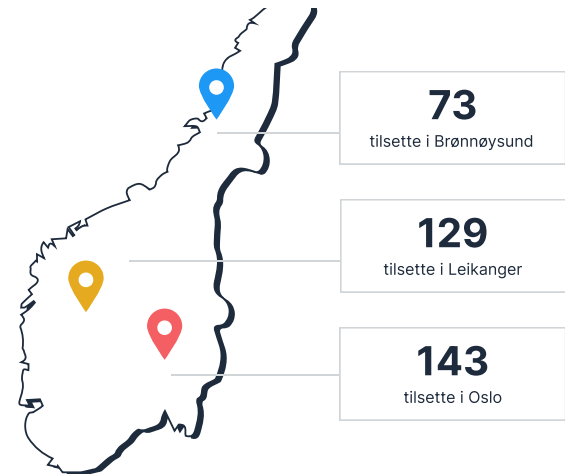 73
tilsette i Brønnøysund
129
tilsette i Leikanger
143
tilsette i Oslo